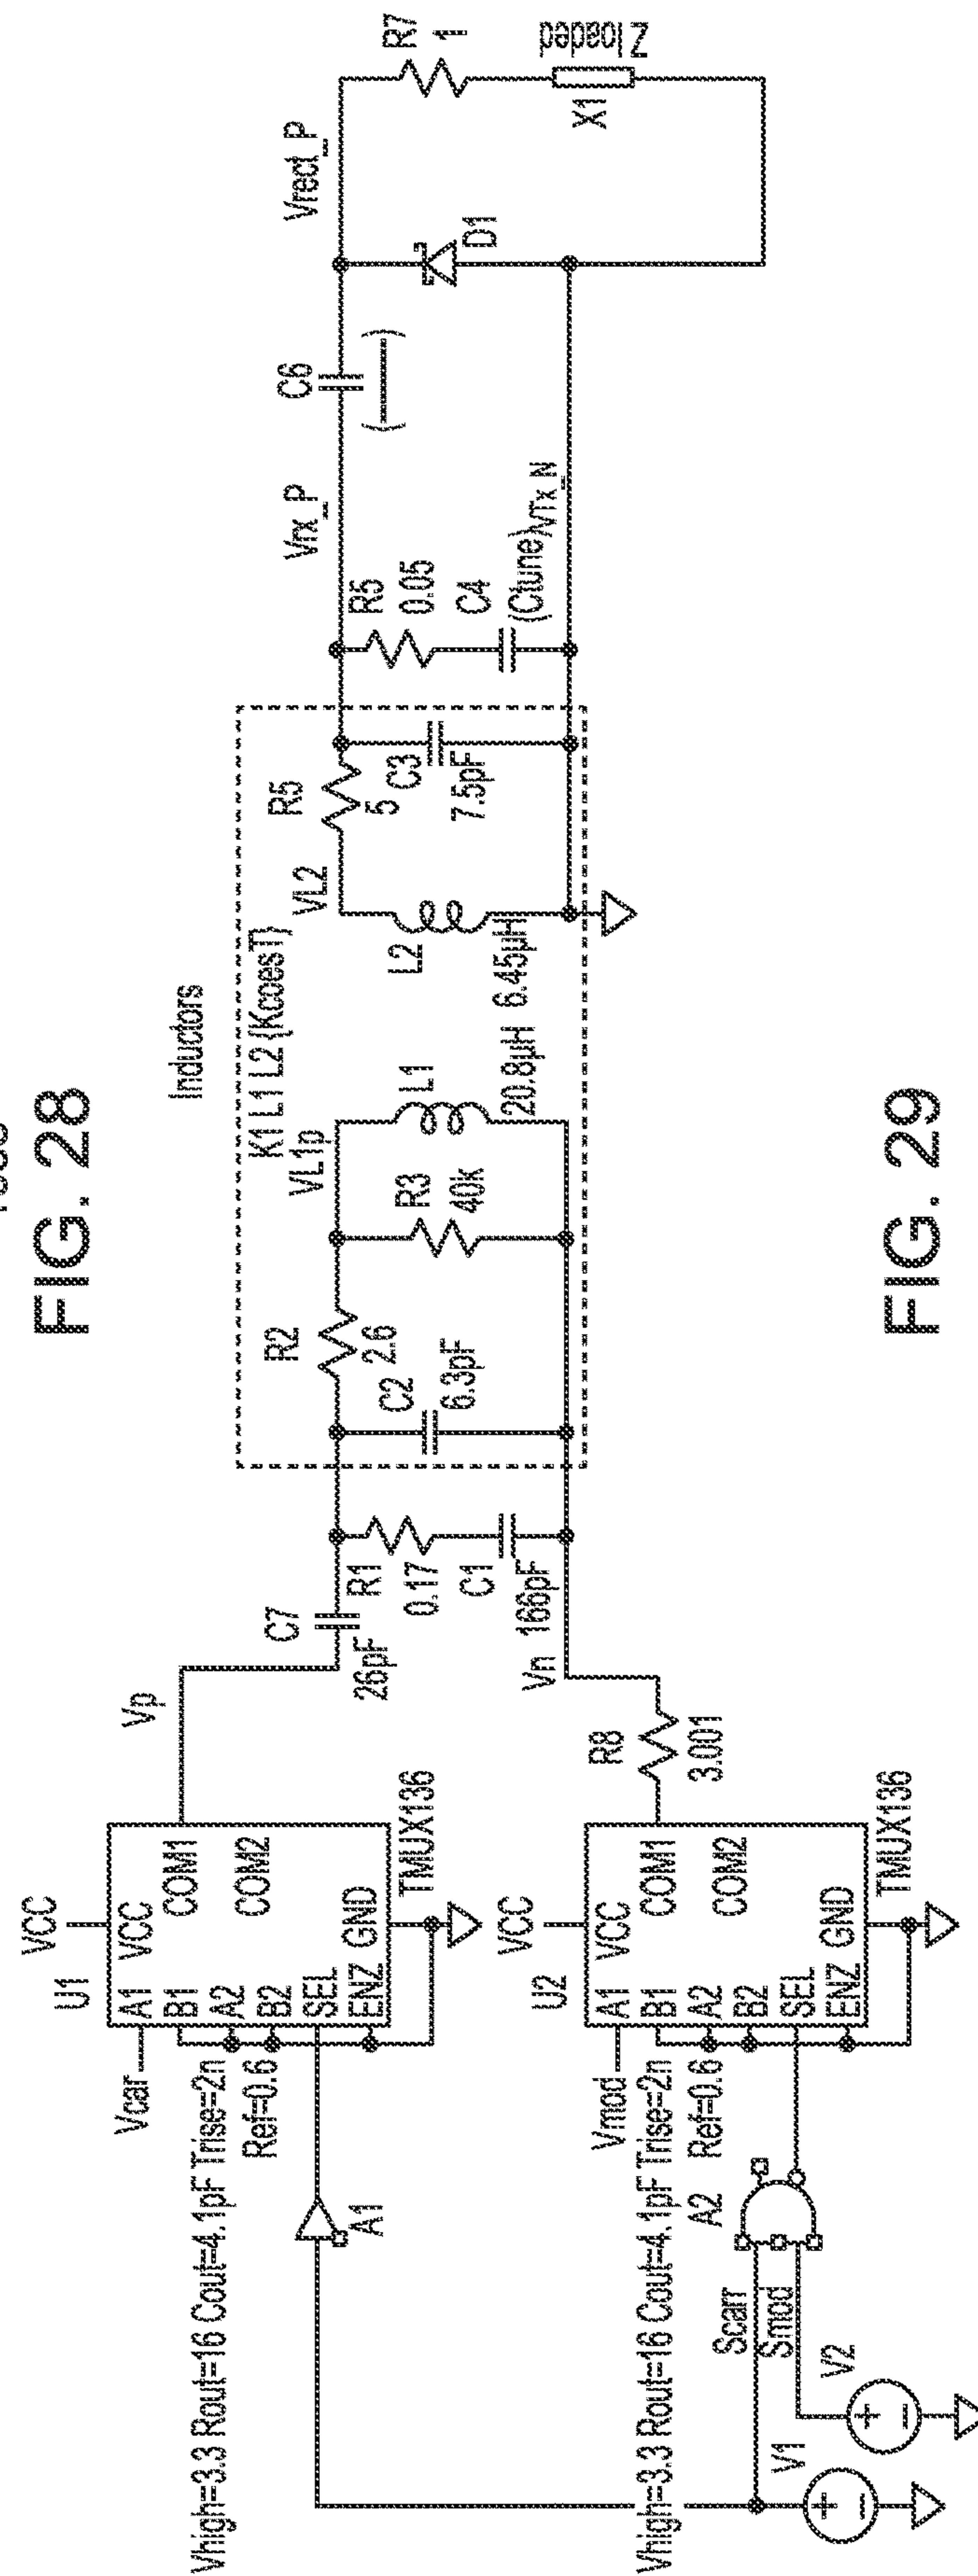 FIG. 28
Inductors
K1 L1 L2 {KcoesT}
VCC
U1
Vcar
A1
VCC
B1
COM1
A2
COM2
B2
SEL
ENZ
GND
TMUX136
Vhigh=3.3 Rout=16 Cout=4.1pF Trise=2n
Ref=0.6
A1
Vp
C7
26pF
R1
0.17
C1
166pF
Vn
R2
2.6
C2
6.3pF
VL1p
R3
40k
L1
20.8µH
VL2
L2
6.45µH
R5
5
C3
7.5pF
Vrx_P
R5
0.05
C4
(Ctune)
VTx_N
C6
Vrect_P
D1
R7
1
X1
Zloaded
VCC
U2
Vmod
A1
VCC
B1
COM1
A2
COM2
B2
SEL
ENZ
GND
TMUX136
R8
3.001
Vhigh=3.3 Rout=16 Cout=4.1pF Trise=2n
A2
Ref=0.6
Scarr
Smod
V1
V2
FIG. 29